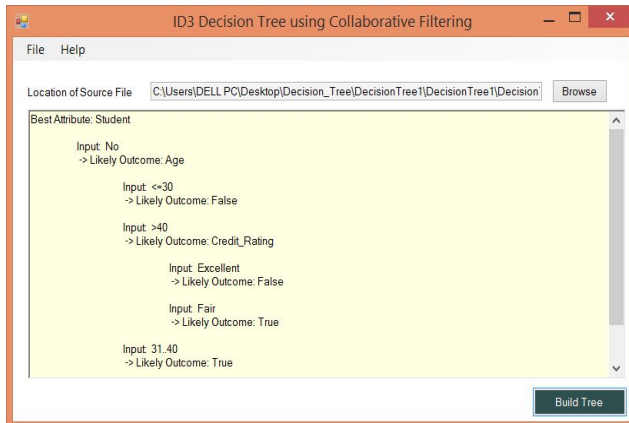 ID3 Decision Tree using Collaborative Filtering
File Help
Location of Source File C:\Users\DELL PC\Desktop\Decision_Tree\DecisionTree1\DecisionTree1\Decision Browse
Best Attribute: Student
Input: No
-> Likely Outcome: Age
Input: <=30
-> Likely Outcome: False
Input: >40
-> Likely Outcome: Credit_Rating
Input: Excellent
-> Likely Outcome: False
Input: Fair
-> Likely Outcome: True
Input: 31..40
-> Likely Outcome: True
Build Tree